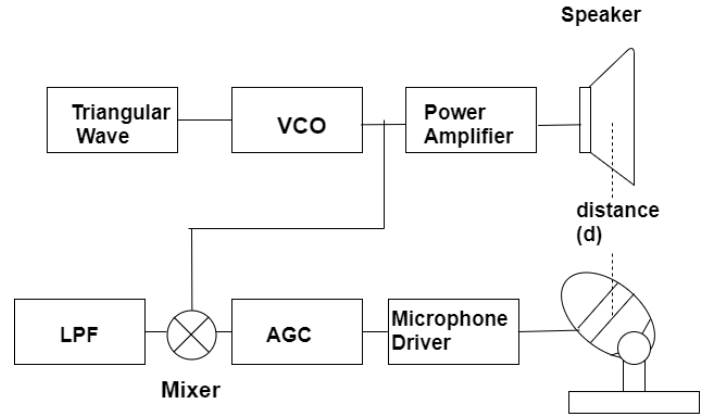 Speaker
Triangular
Wave
VCO
Power
Amplifier
distance
(d)
LPF
AGC
Microphone
Driver
Mixer